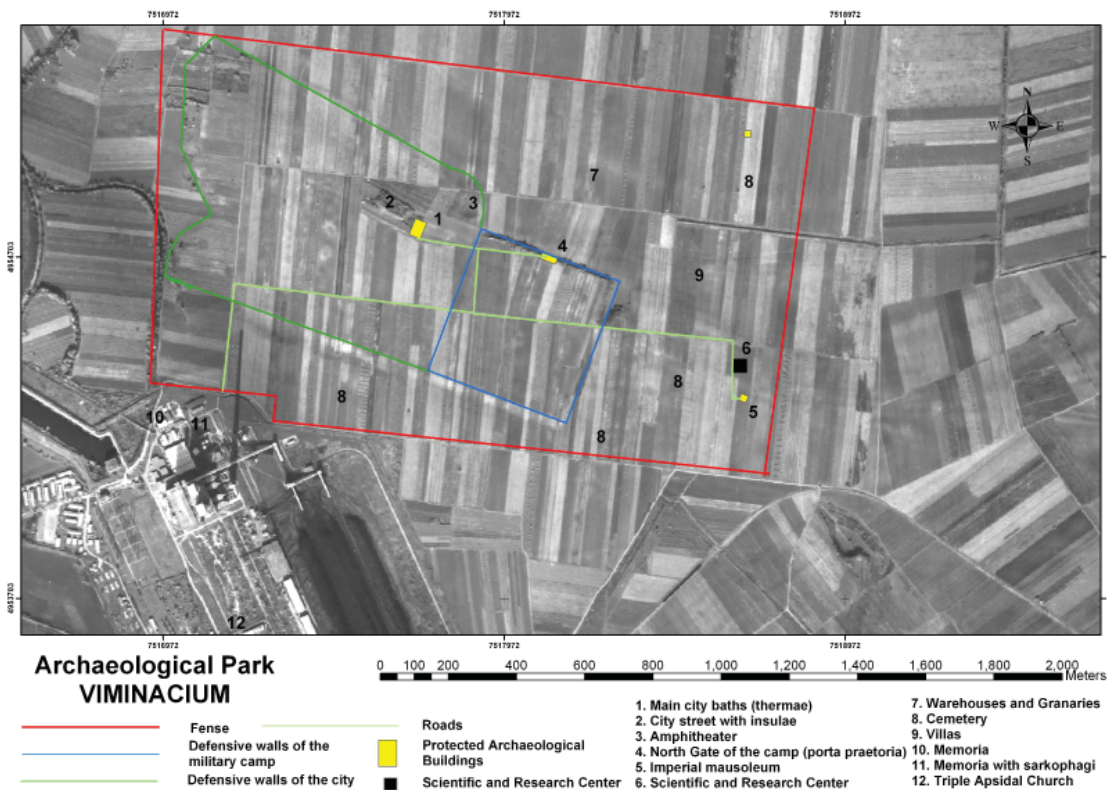 7516972 7517972 7518972
N
W E
S
7
8
2
1
3
4
4954703 4954703
9
6
8
8
5
10
11
8
4953703 4953703
12
7516972 7517972 7518972
Archaeological Park
VIMINACIUM
0 50 100 200 400 600 800 1,000 1,200 1,400 1,600 1,800 2,000
Meters
Fense
Defensive walls of the
military camp
Defensive walls of the city
Roads
Protected Archaeological
Buildings
Scientific and Research Center
1. Main city baths (thermae)
2. City street with insulae
3. Amphitheater
4. North Gate of the camp (porta praetoria)
5. Imperial mausoleum
6. Scientific and Research Center
7. Warehouses and Granaries
8. Cemetery
9. Villas
10. Memoria
11. Memoria with sarkophagi
12. Triple Apsidal Church